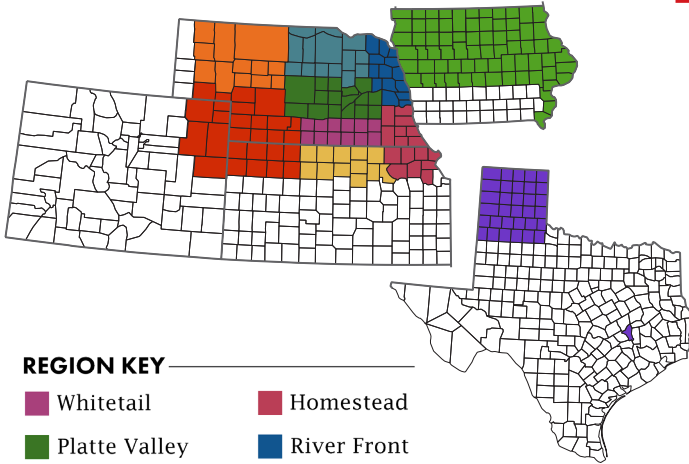 REGION KEY
Whitetail
Homestead
Platte Valley
River Front